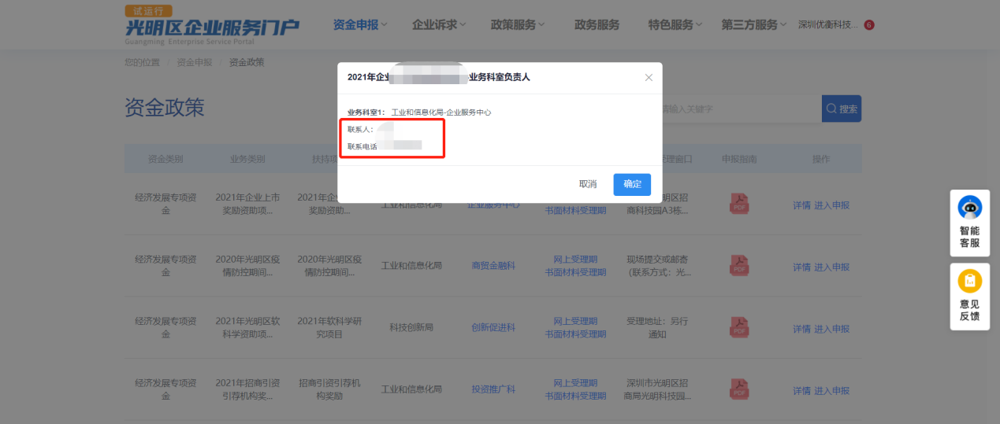 试运行
光明区企业服务门户
Guangming Enterprise Service Portal
资金申报 企业诉求 政策服务 政务服务 特色服务 第三方服务 深圳优衡科技... 6
您的位置 / 资金申报 / 资金政策
2021年企业 业务科室负责人
业务科室1: 工业和信息化局-企业服务中心
联系人:
联系电话
取消 确定
资金政策
请输入关键字 搜索
资金类别 业务类别 扶持项 受理窗口 申报指南 操作
经济发展专项资 2021年企业上市 2021年企业 工业和信息化局 企业服务中心 明区招 PDF 详情 进入申报
金 奖励资助项... 奖励资助... 书面材料受理期 商科技园A3栋...
经济发展专项资 2020年光明区疫 2020年光明区疫 工业和信息化局 商贸金融科 网上受理期 现场提交或邮寄 PDF 详情 进入申报
金 情防控期间... 情防控期间... 书面材料受理期 (联系方式：光...
经济发展专项资 2021年光明区软 2021年软科学研 科技创新局 创新促进科 网上受理期 受理地址：另行 PDF 详情 进入申报
金 科学资助项... 究项目 书面材料受理期 通知
经济发展专项资 2021年招商引资 招商引资引荐机 工业和信息化局 投资推广科 网上受理期 深圳市光明区招 PDF 详情 进入申报
金 引荐机构奖... 构奖励 书面材料受理期 商局光明科技园...
智能
客服
意见
反馈